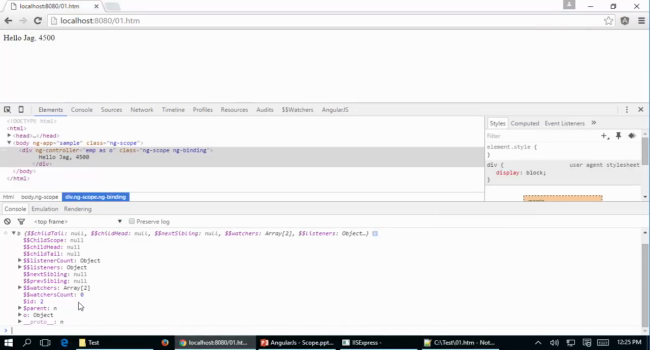 localhost:8080/01.htm
localhost:8080/01.htm
Hello Jag, 4500
Elements Console Sources Network Timeline Profiles Resources Audits $$Watchers AngularJS
<!DOCTYPE html>
<html>
<head>…</head>
<body ng-app="sample" class="ng-scope">
<div ng-controller="emp as o" class="ng-scope ng-binding">
Hello Jag, 4500
</div>
</body>
</html>
html body.ng-scope div.ng-scope.ng-binding
Styles Computed Event Listeners »
Filter
element.style {
}
div { user agent stylesheet
display: block;
}
Console Emulation Rendering
<top frame> Preserve log
{$$childTail: null, $$childHead: null, $$nextSibling: null, $$watchers: Array[2], $$listeners: Object…}
$$ChildScope: null
$$childHead: null
$$childTail: null
$$listenerCount: Object
$$listeners: Object
$$nextSibling: null
$$prevSibling: null
$$watchers: Array[2]
$$watchersCount: 0
$id: 2
$parent: n
o: Object
__proto__: n
Test localhost:8080/01.ht... AngularJs - Scope.pptx... IISExpress - C:\Test\01.htm - Not... 12:25 PM